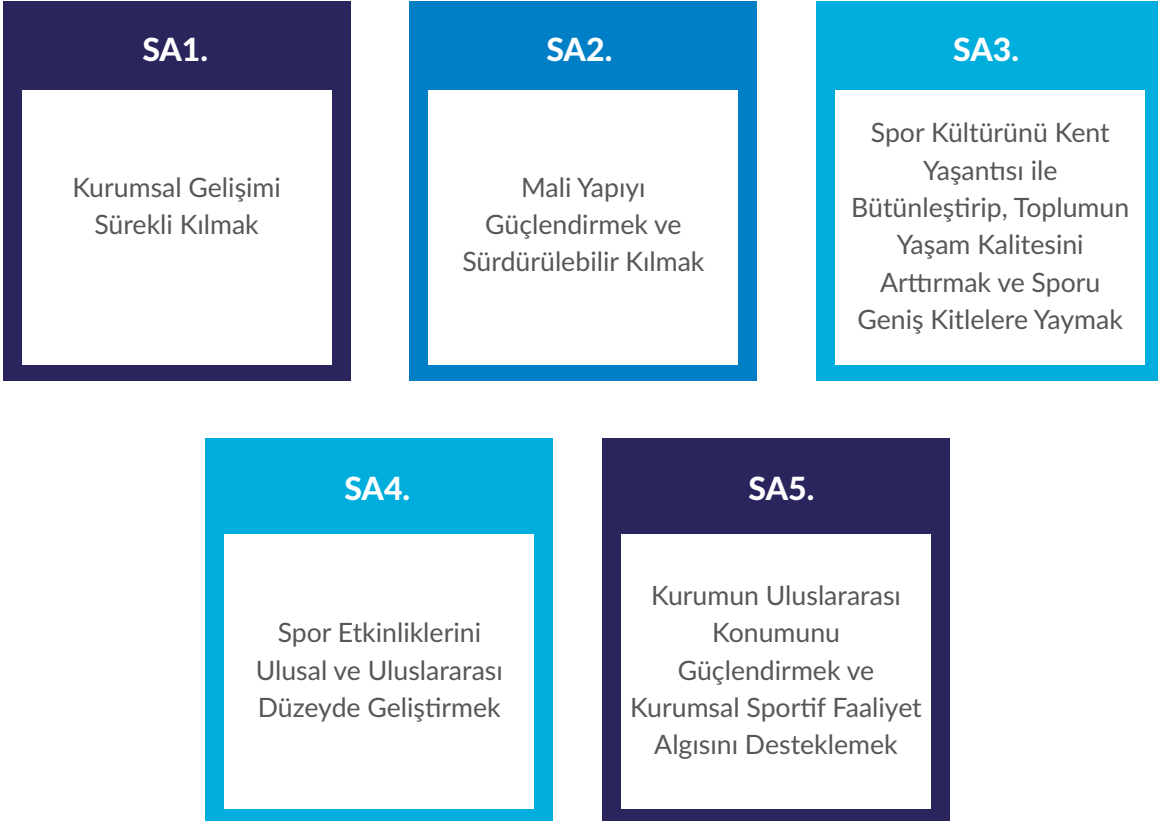 SA1.
Kurumsal Gelişimi
Sürekli Kılmak
SA2.
Mali Yapıyı
Güçlendirmek ve
Sürdürülebilir Kılmak
SA3.
Spor Kültürünü Kent
Yaşantısı ile
Bütünleştirip, Toplumun
Yaşam Kalitesini
Arttırmak ve Sporu
Geniş Kitlelere Yaymak
SA4.
Spor Etkinliklerini
Ulusal ve Uluslararası
Düzeyde Geliştirmek
SA5.
Kurumun Uluslararası
Konumunu
Güçlendirmek ve
Kurumsal Sportif Faaliyet
Algısını Desteklemek